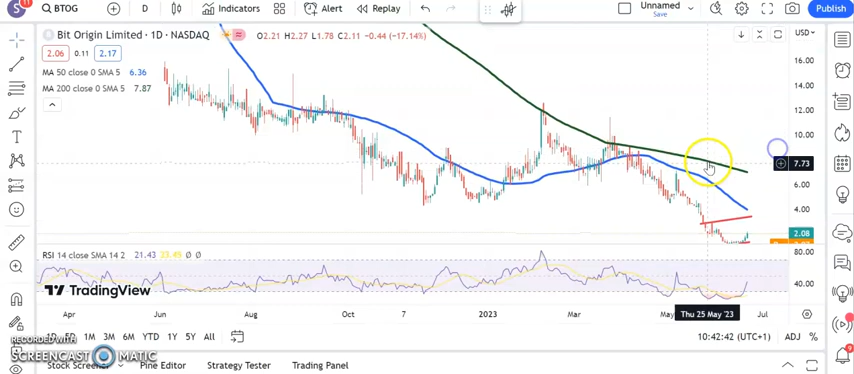 S 11 BTOG D Indicators Alert Replay Unnamed Save Publish
Bit Origin Limited · 1D · NASDAQ O2.21 H2.27 L1.78 C2.11 −0.44 (−17.14%) USD
2.06 0.11 2.17
MA 50 close 0 SMA 5 6.36
MA 200 close 0 SMA 5 7.87
16.00
12.00
10.00
7.73
6.00
4.00
2.08
RSI 14 close SMA 14 2 21.43 23.45 Ø Ø
80.00
40.00
TradingView
Apr Jun Aug Oct 7 2023 Mar May Thu 25 May '23 Jul
1D 5D 1M 3M 6M YTD 1Y 5Y All 10:42:42 (UTC+1) ADJ %
RECORDED WITH
SCREENCAST MATIC
Stock Screener Pine Editor Strategy Tester Trading Panel
9